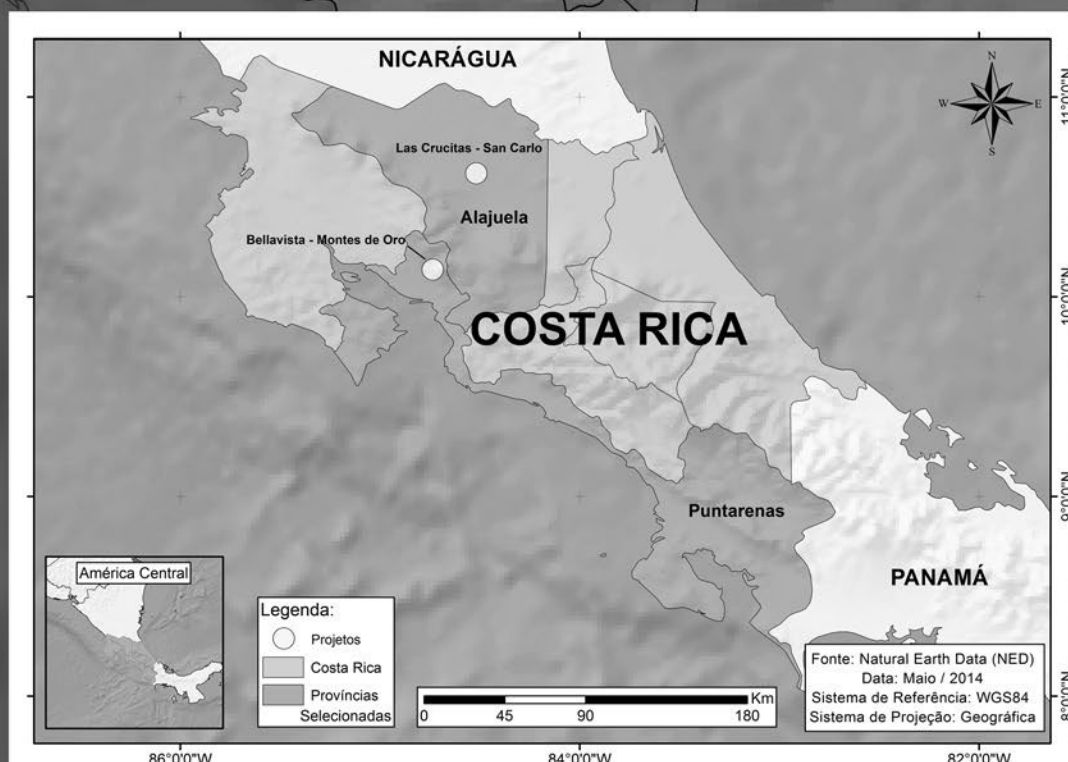 NICARÁGUA
N
W
E
S
11°0'0"N
Las Crucitas - San Carlo
Alajuela
Bellavista - Montes de Oro
10°0'0"N
COSTA RICA
9°0'0"N
Puntarenas
PANAMÁ
América Central
Legenda:
Projetos
Costa Rica
Províncias
Selecionadas
Km
0 45 90 180
Fonte: Natural Earth Data (NED)
Data: Maio / 2014
Sistema de Referência: WGS84
Sistema de Projeção: Geográfica
8°0'0"N
86°0'0"W 84°0'0"W 82°0'0"W